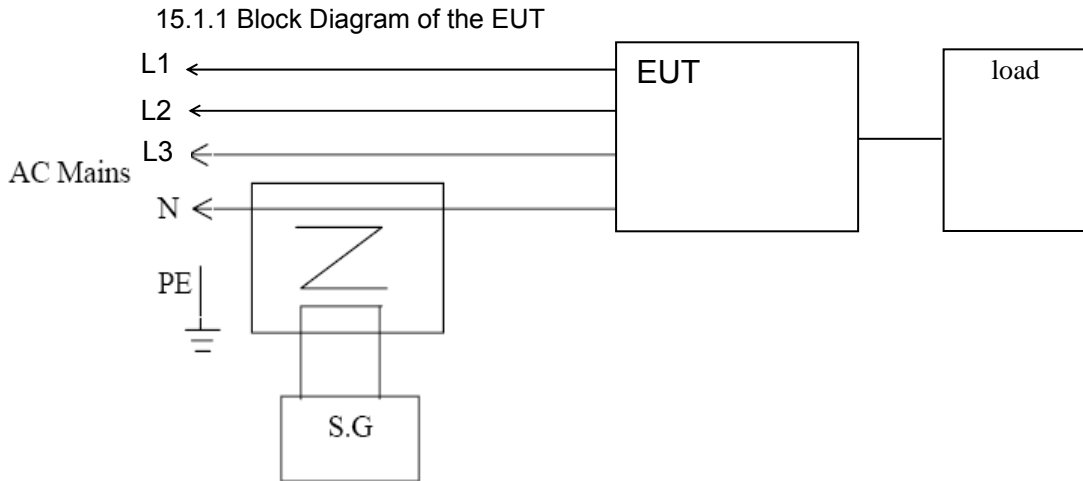 15.1.1 Block Diagram of the EUT
L1
EUT
load
L2
L3
AC Mains
N
PE
S.G